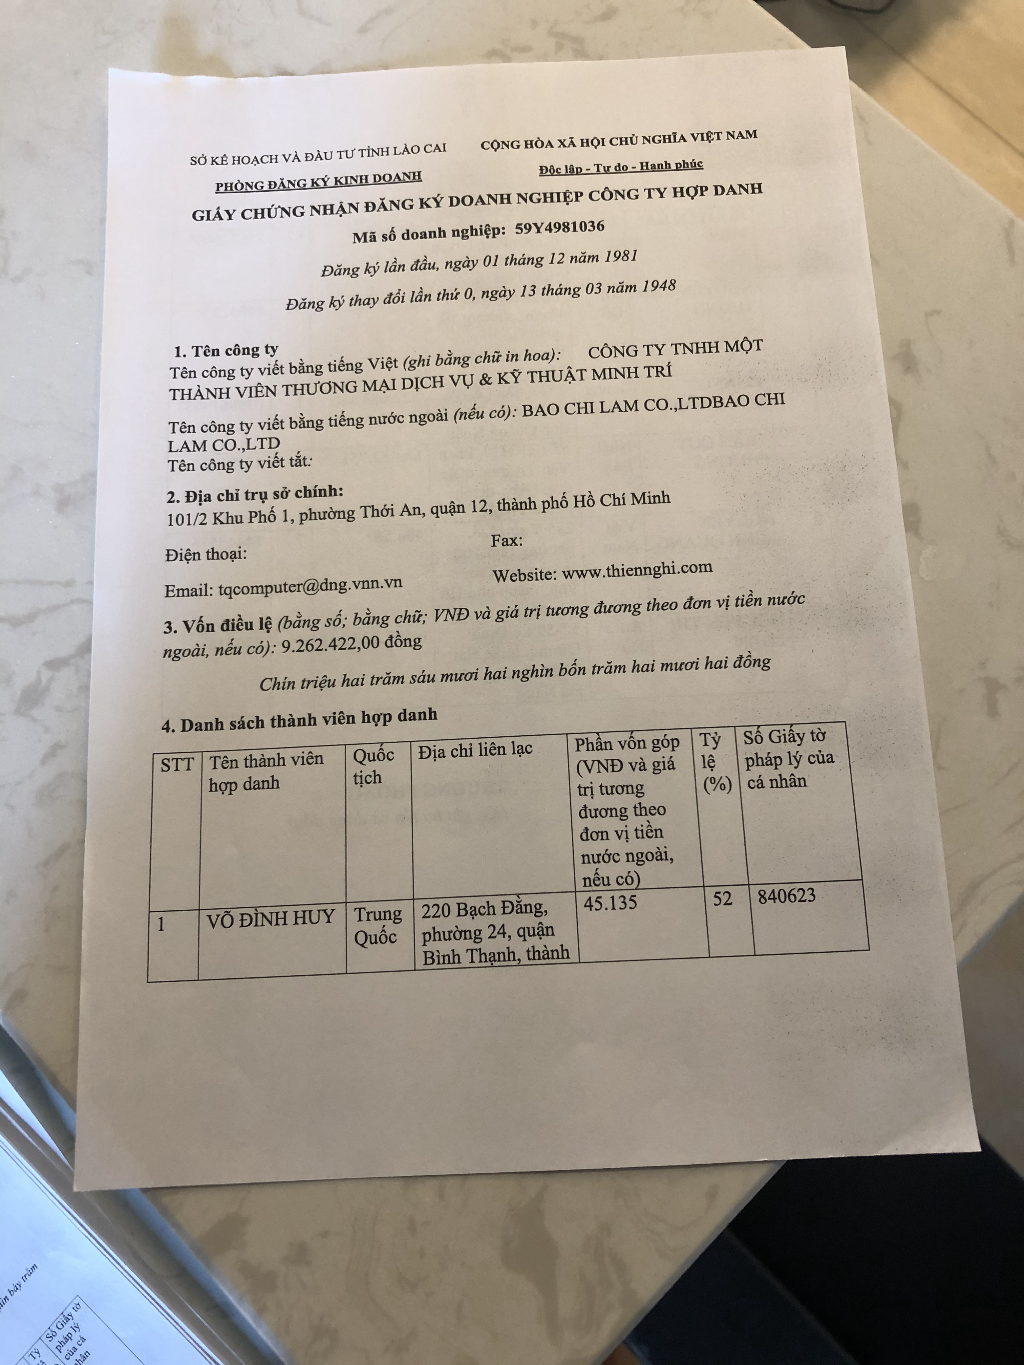 SỞ KẾ HOẠCH VÀ ĐẦU TƯ TỈNH LÀO CAI
CỘNG HÒA XÃ HỘI CHỦ NGHĨA VIỆT NAM
PHÒNG ĐĂNG KÝ KINH DOANH
Độc lập - Tự do - Hạnh phúc
GIẤY CHỨNG NHẬN ĐĂNG KÝ DOANH NGHIỆP CÔNG TY HỢP DANH
Mã số doanh nghiệp: 59Y4981036
Đăng ký lần đầu, ngày 01 tháng 12 năm 1981
Đăng ký thay đổi lần thứ 0, ngày 13 tháng 03 năm 1948
1. Tên công ty
Tên công ty viết bằng tiếng Việt (ghi bằng chữ in hoa): CÔNG TY TNHH MỘT
THÀNH VIÊN THƯƠNG MẠI DỊCH VỤ & KỸ THUẬT MINH TRÍ
Tên công ty viết bằng tiếng nước ngoài (nếu có): BAO CHI LAM CO.,LTDBAO CHI
LAM CO.,LTD
Tên công ty viết tắt:
2. Địa chỉ trụ sở chính:
101/2 Khu Phố 1, phường Thới An, quận 12, thành phố Hồ Chí Minh
Điện thoại:
Fax:
Email: tqcomputer@dng.vnn.vn
Website: www.thiennghi.com
3. Vốn điều lệ (bằng số; bằng chữ; VNĐ và giá trị tương đương theo đơn vị tiền nước
ngoài, nếu có): 9.262.422,00 đồng
Chín triệu hai trăm sáu mươi hai nghìn bốn trăm hai mươi hai đồng
4. Danh sách thành viên hợp danh
STT
Tên thành viên
hợp danh
Quốc
tịch
Địa chỉ liên lạc
Phần vốn góp
(VNĐ và giá
trị tương
đương theo
đơn vị tiền
nước ngoài,
nếu có)
Tỷ
lệ
(%)
Số Giấy tờ
pháp lý của
cá nhân
1
VÕ ĐÌNH HUY
Trung
Quốc
220 Bạch Đằng,
phường 24, quận
Bình Thạnh, thành
45.135
52
840623
bảy trăm
Tỷ
Số Giấy tờ
pháp lý
của cá
nhân